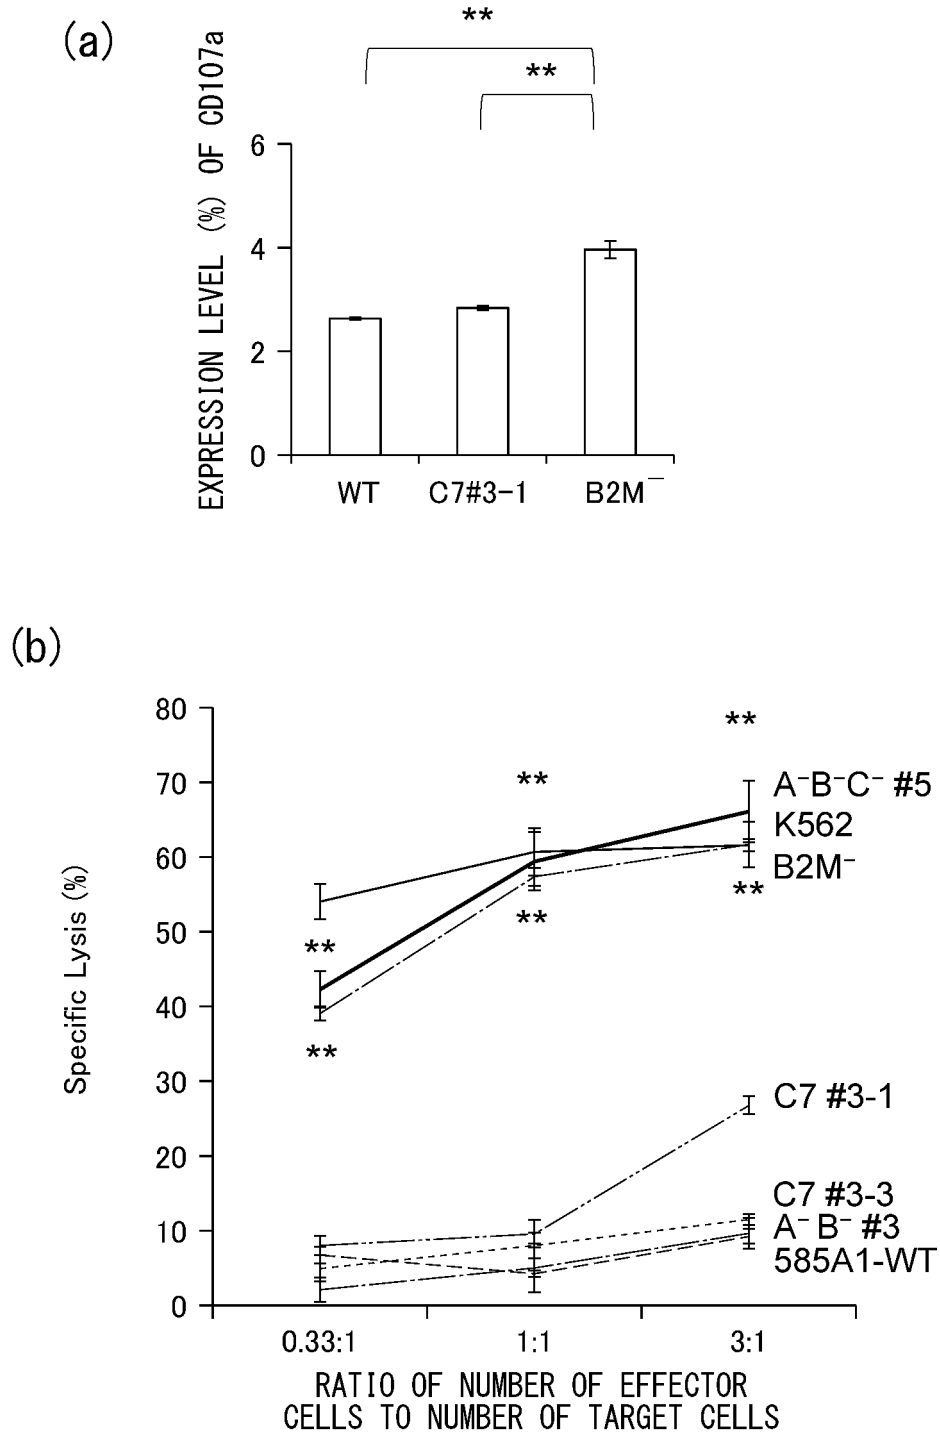 (a)
EXPRESSION LEVEL (%) OF CD107a
**
**
6
4
2
0
WT
C7#3-1
B2M⁻
(b)
Specific Lysis (%)
80
70
60
50
40
30
20
10
0
**
**
**
**
**
**
A⁻B⁻C⁻ #5
K562
B2M⁻
C7 #3-1
C7 #3-3
A⁻ B⁻ #3
585A1-WT
0.33:1
1:1
3:1
RATIO OF NUMBER OF EFFECTOR
CELLS TO NUMBER OF TARGET CELLS